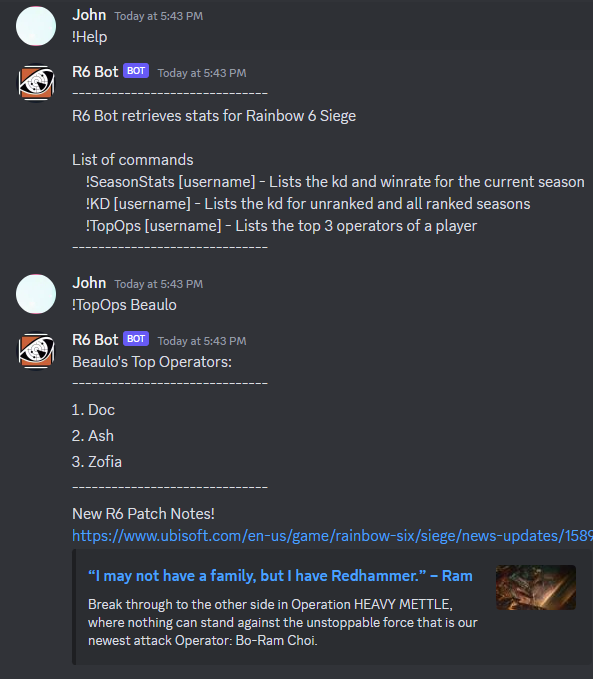 John Today at 5:43 PM
!Help
R6 Bot BOT Today at 5:43 PM
------------------------------
R6 Bot retrieves stats for Rainbow 6 Siege
List of commands
!SeasonStats [username] - Lists the kd and winrate for the current season
!KD [username] - Lists the kd for unranked and all ranked seasons
!TopOps [username] - Lists the top 3 operators of a player
------------------------------
John Today at 5:43 PM
!TopOps Beaulo
R6 Bot BOT Today at 5:43 PM
Beaulo's Top Operators:
------------------------------
1. Doc
2. Ash
3. Zofia
------------------------------
New R6 Patch Notes!
https://www.ubisoft.com/en-us/game/rainbow-six/siege/news-updates/1589
“I may not have a family, but I have Redhammer.” – Ram
Break through to the other side in Operation HEAVY METTLE,
where nothing can stand against the unstoppable force that is our
newest attack Operator: Bo-Ram Choi.